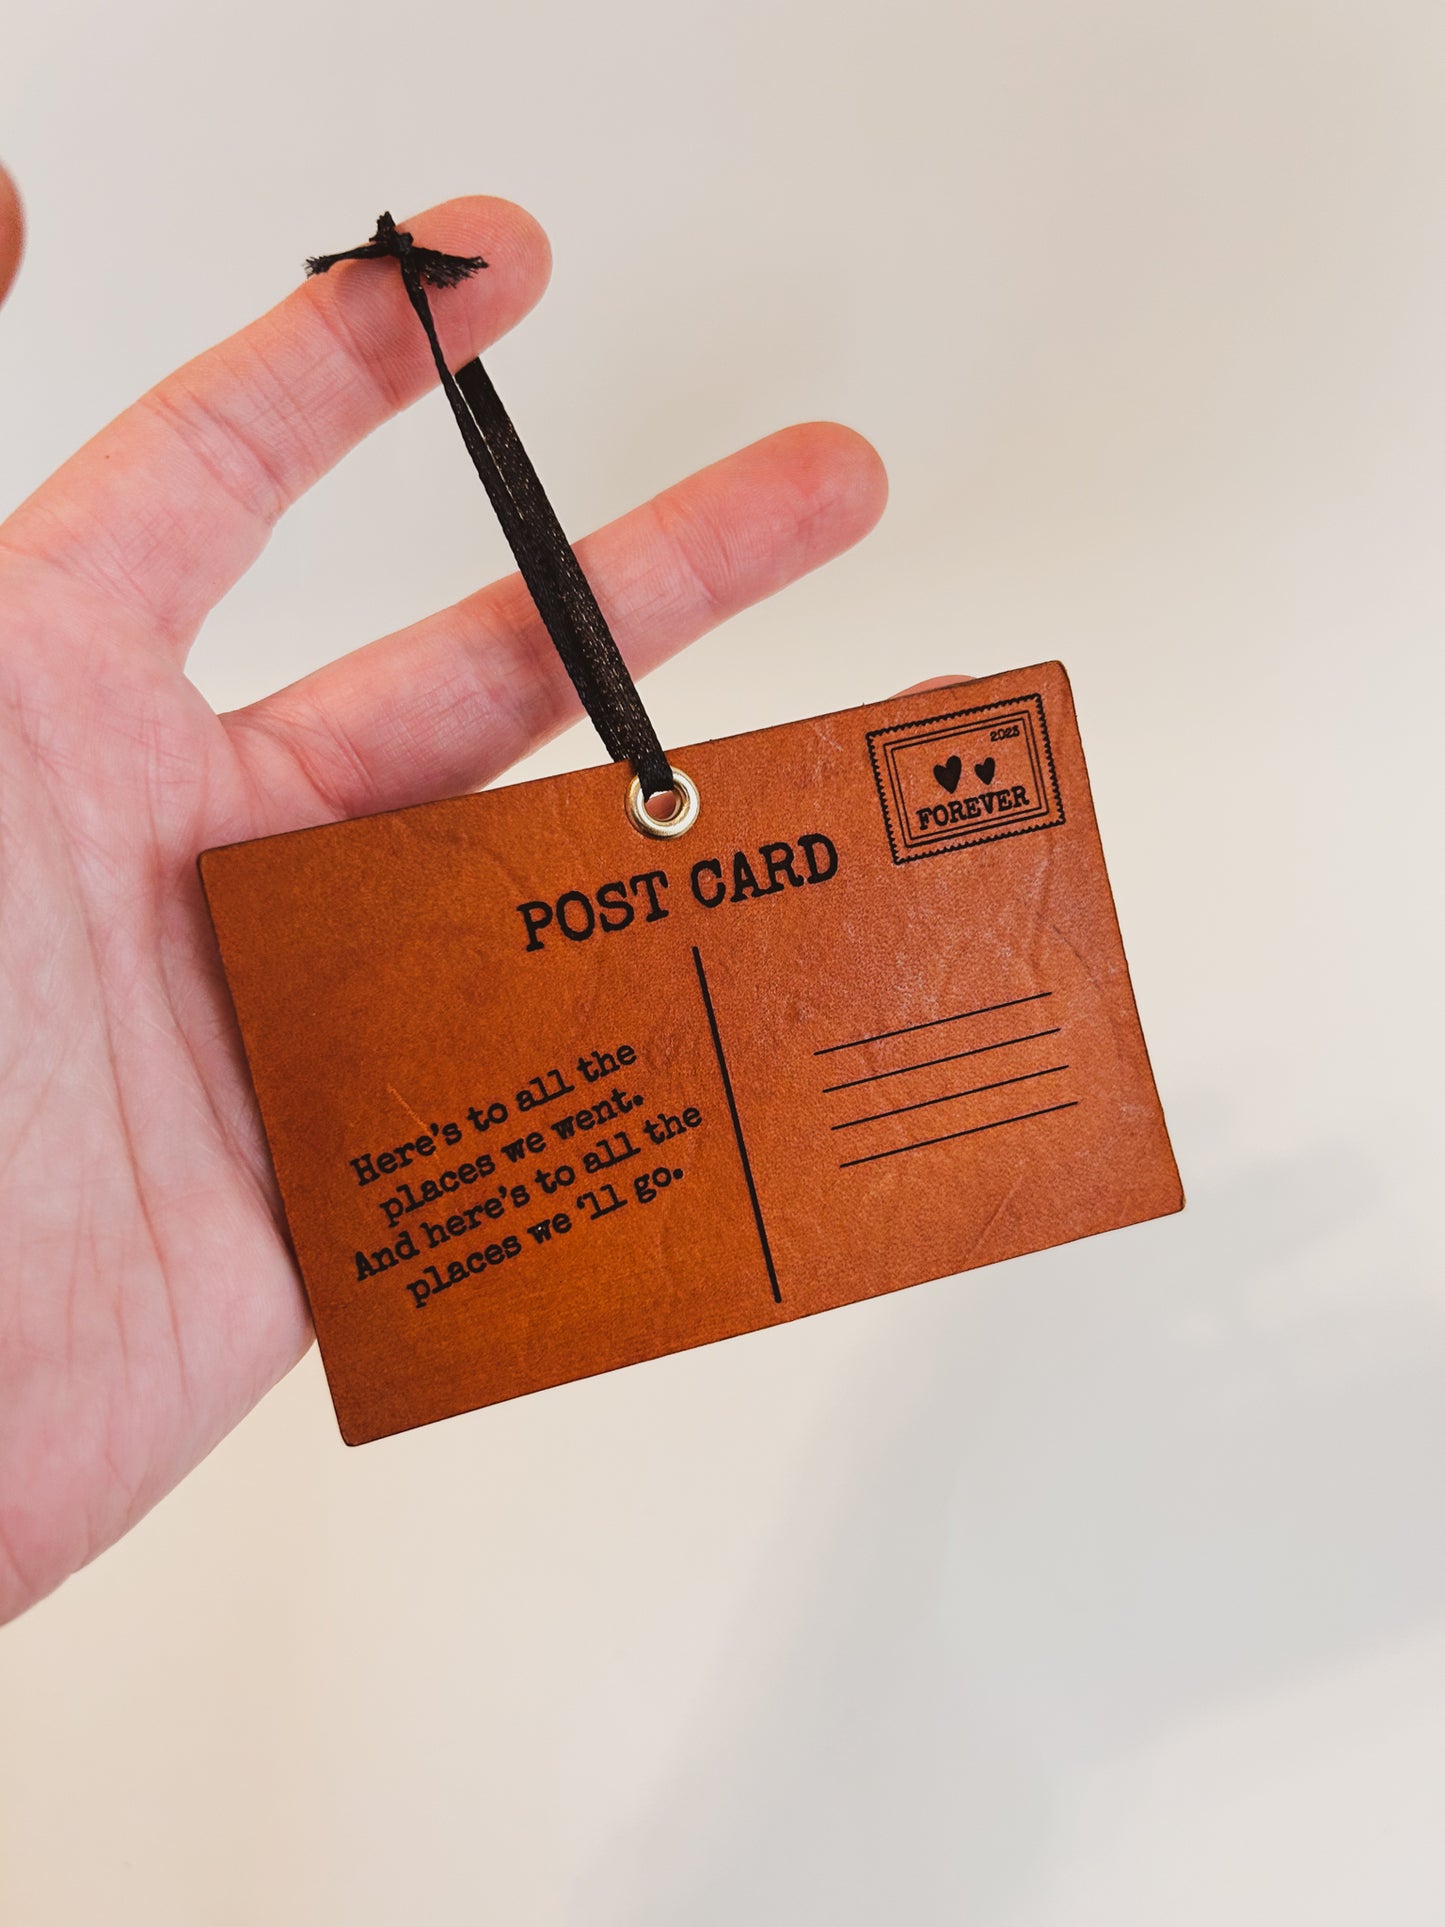 2023
FOREVER
POST CARD
Here's to all the
places we went.
And here's to all the
places we 'll go.